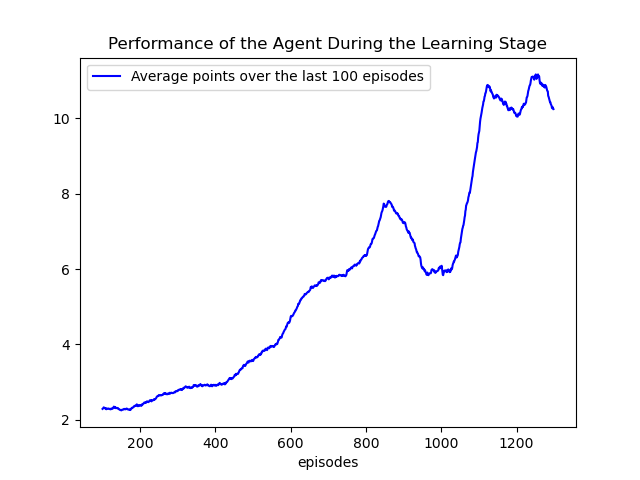 Performance of the Agent During the Learning Stage
Average points over the last 100 episodes
10
8
6
4
2
200 400 600 800 1000 1200
episodes